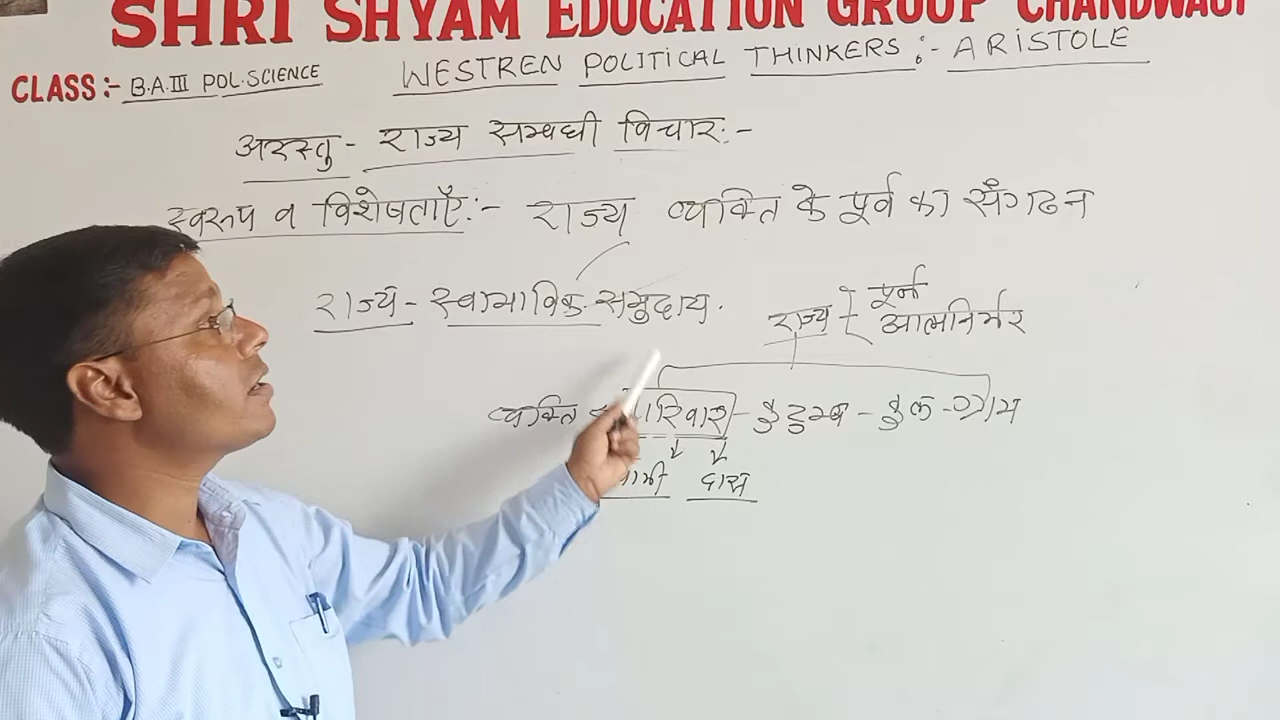 SHRI SHYAM EDUCATION GROUP CHANDWAJI
CLASS:- B.A.III POL.SCIENCE WESTREN POLITICAL THINKERS:- ARISTOLE
अरस्तु - राज्य सम्बधी विचार:-
स्वरूप व विशेषताएँ:- राज्य व्यक्ति के पूर्व का सँगठन
राज्य - स्वाभाविक समुदाय.
राज्य - पूर्ण
आत्मनिर्भर
व्यक्ति - परिवार - कुटुम्ब - कुल - ग्राम
दास